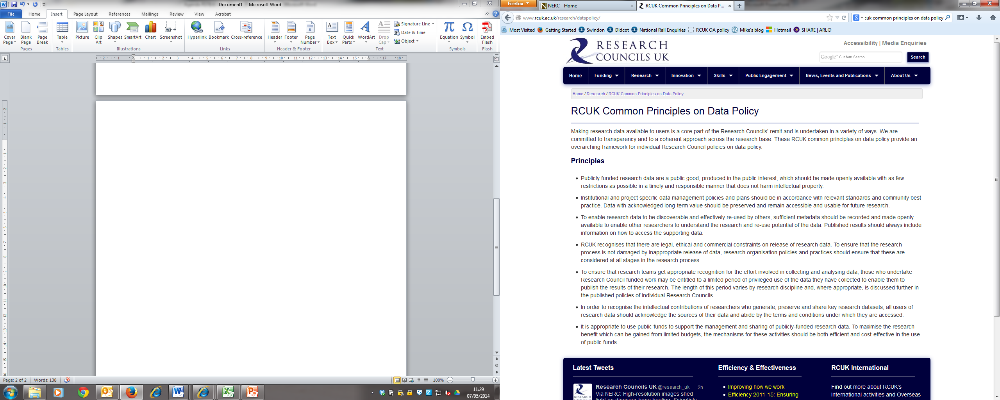 Document1 - Microsoft Word
File Home Insert Page Layout References Mailings Review View Acrobat
Cover Page Blank Page Page Break
Table
Picture Clip Art Shapes SmartArt Chart Screenshot
Hyperlink Bookmark Cross-reference
Header Footer Page Number
Text Box Quick Parts WordArt Drop Cap
Signature Line
Date & Time
Object
Equation Symbol
Embed Flash
Pages Tables Illustrations Links Header & Footer Text Symbols Flash
Page: 2 of 2 Words: 138
100%
11:29
07/05/2014
Firefox
NERC - Home
RCUK Common Principles on Data P...
www.rcuk.ac.uk/research/datapolicy/
:uk common principles on data policy
Most Visited Getting Started Swindon Didcot National Rail Enquiries RCUK OA policy Mike's blog Hotmail SHARE | ARL®
RESEARCH
COUNCILS UK
Accessibility | Media Enquiries
Google™ Custom Search
Search
Home Funding Research Innovation Skills Public Engagement News, Events and Publications About Us
Home / Research / RCUK Common Principles on Data Policy
RCUK Common Principles on Data Policy
Making research data available to users is a core part of the Research Councils' remit and is undertaken in a variety of ways. We are
committed to transparency and to a coherent approach across the research base. These RCUK common principles on data policy provide an
overarching framework for individual Research Council policies on data policy.
Principles
• Publicly funded research data are a public good, produced in the public interest, which should be made openly available with as few
restrictions as possible in a timely and responsible manner that does not harm intellectual property.
• Institutional and project specific data management policies and plans should be in accordance with relevant standards and community best
practice. Data with acknowledged long-term value should be preserved and remain accessible and usable for future research.
• To enable research data to be discoverable and effectively re-used by others, sufficient metadata should be recorded and made openly
available to enable other researchers to understand the research and re-use potential of the data. Published results should always include
information on how to access the supporting data.
• RCUK recognises that there are legal, ethical and commercial constraints on release of research data. To ensure that the research
process is not damaged by inappropriate release of data, research organisation policies and practices should ensure that these are
considered at all stages in the research process.
• To ensure that research teams get appropriate recognition for the effort involved in collecting and analysing data, those who undertake
Research Council funded work may be entitled to a limited period of privileged use of the data they have collected to enable them to
publish the results of their research. The length of this period varies by research discipline and, where appropriate, is discussed further in
the published policies of individual Research Councils.
• In order to recognise the intellectual contributions of researchers who generate, preserve and share key research datasets, all users of
research data should acknowledge the sources of their data and abide by the terms and conditions under which they are accessed.
• It is appropriate to use public funds to support the management and sharing of publicly-funded research data. To maximise the research
benefit which can be gained from limited budgets, the mechanisms for these activities should be both efficient and cost-effective in the use
of public funds.
Latest Tweets
Research Councils UK @research_uk 2h
Via NERC: High-resolution images shed
light on dinosaur bone healing: Scientists
RESEARCH
Efficiency & Effectiveness
• Improving how we work
• Efficiency 2011-15: Ensuring
RCUK International
Find out more about RCUK's
International activities and Overseas